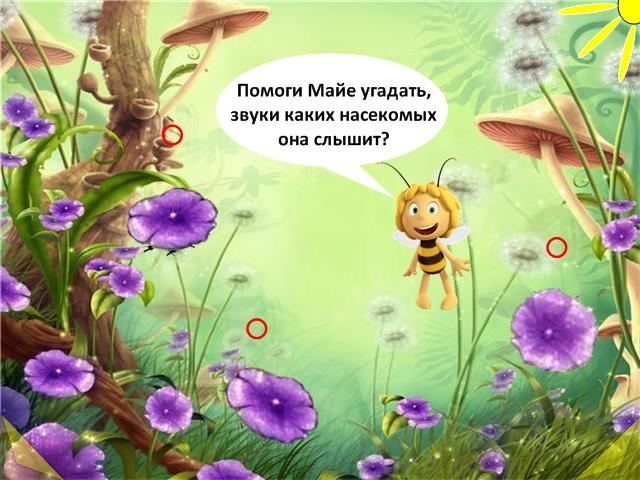 Помоги Майе угадать,
звуки каких насекомых
она слышит?